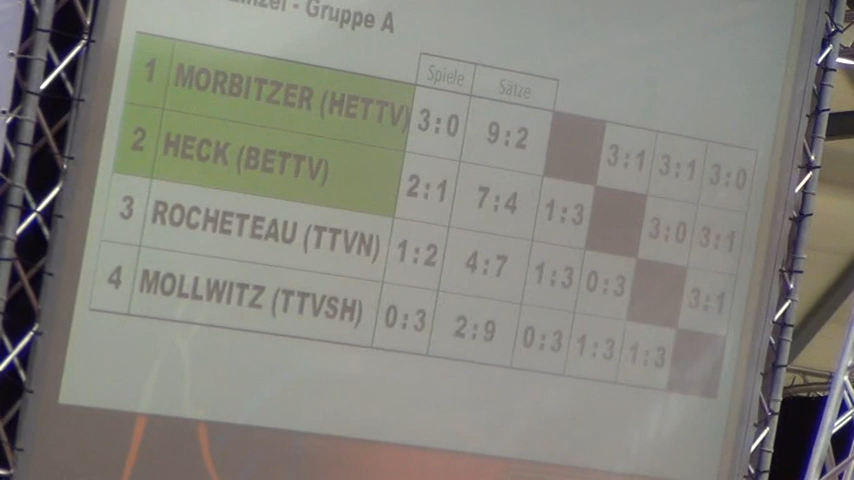 - Gruppe A
Spiele Sätze
1 MORBITZER (HETTV) 3:0 9:2 3:1 3:1 3:0
2 HECK (BETTV) 2:1 7:4 1:3 3:0 3:1
3 ROCHETEAU (TTVN) 1:2 4:7 1:3 0:3 3:1
4 MOLLWITZ (TTVSH) 0:3 2:9 0:3 1:3 1:3